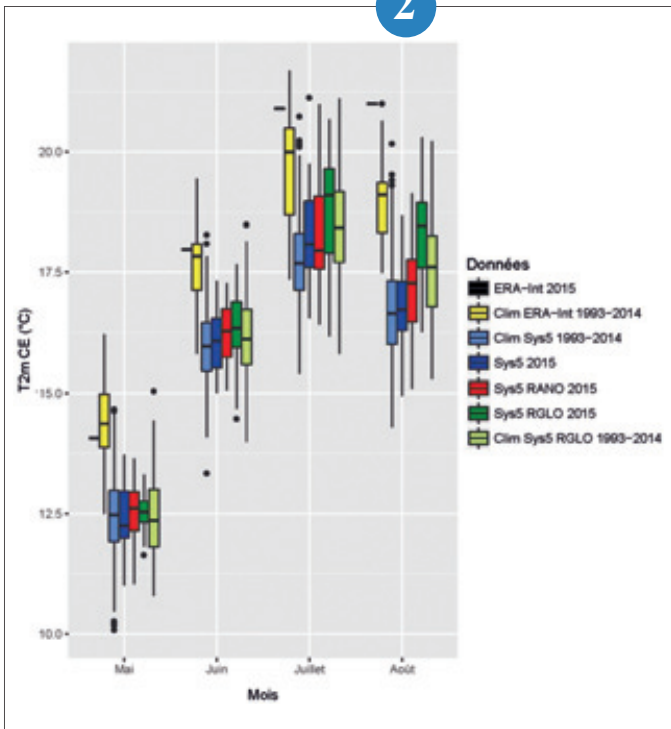 2
20.0
17.5
15.0
12.5
10.0
T2m CE (°C)
Mai Juin Juillet Août
Mois
Données
ERA-Int 2015
Clim ERA-Int 1993-2014
Clim Sys5 1993-2014
Sys5 2015
Sys5 RANO 2015
Sys5 RGLO 2015
Clim Sys5 RGLO 1993-2014